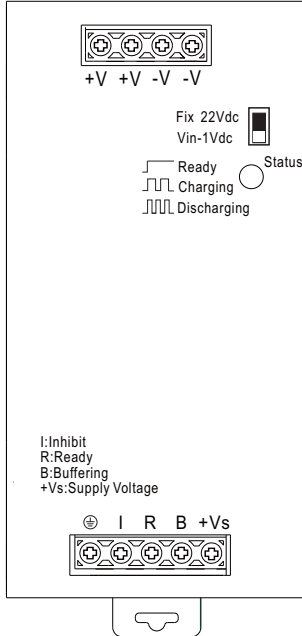 +V +V -V -V
Fix 22Vdc
Vin-1Vdc
Status
Ready
Charging
Discharging
I:Inhibit
R:Ready
B:Buffering
+Vs:Supply Voltage
I R B +Vs